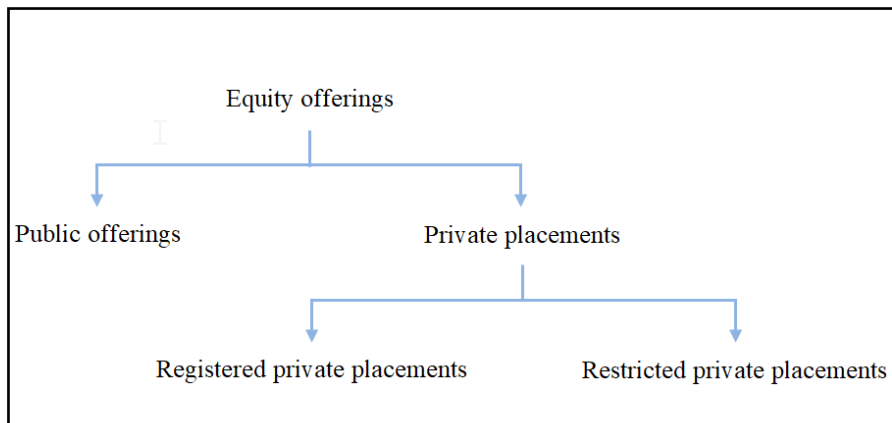 Equity offerings
Public offerings
Private placements
Registered private placements
Restricted private placements